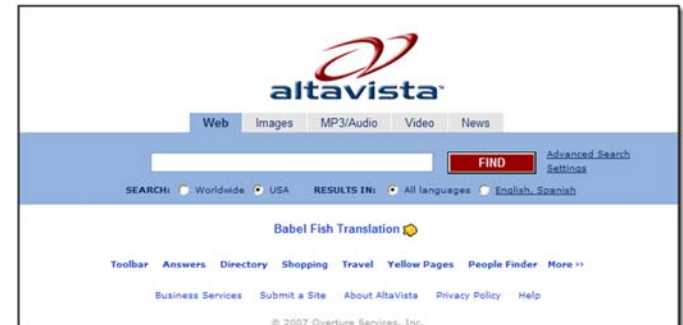 altavista™
Web Images MP3/Audio Video News
FIND
Advanced Search
Settings
SEARCH: Worldwide USA RESULTS IN: All languages English, Spanish
Babel Fish Translation
Toolbar Answers Directory Shopping Travel Yellow Pages People Finder More >>
Business Services Submit a Site About AltaVista Privacy Policy Help
© 2007 Overture Services, Inc.